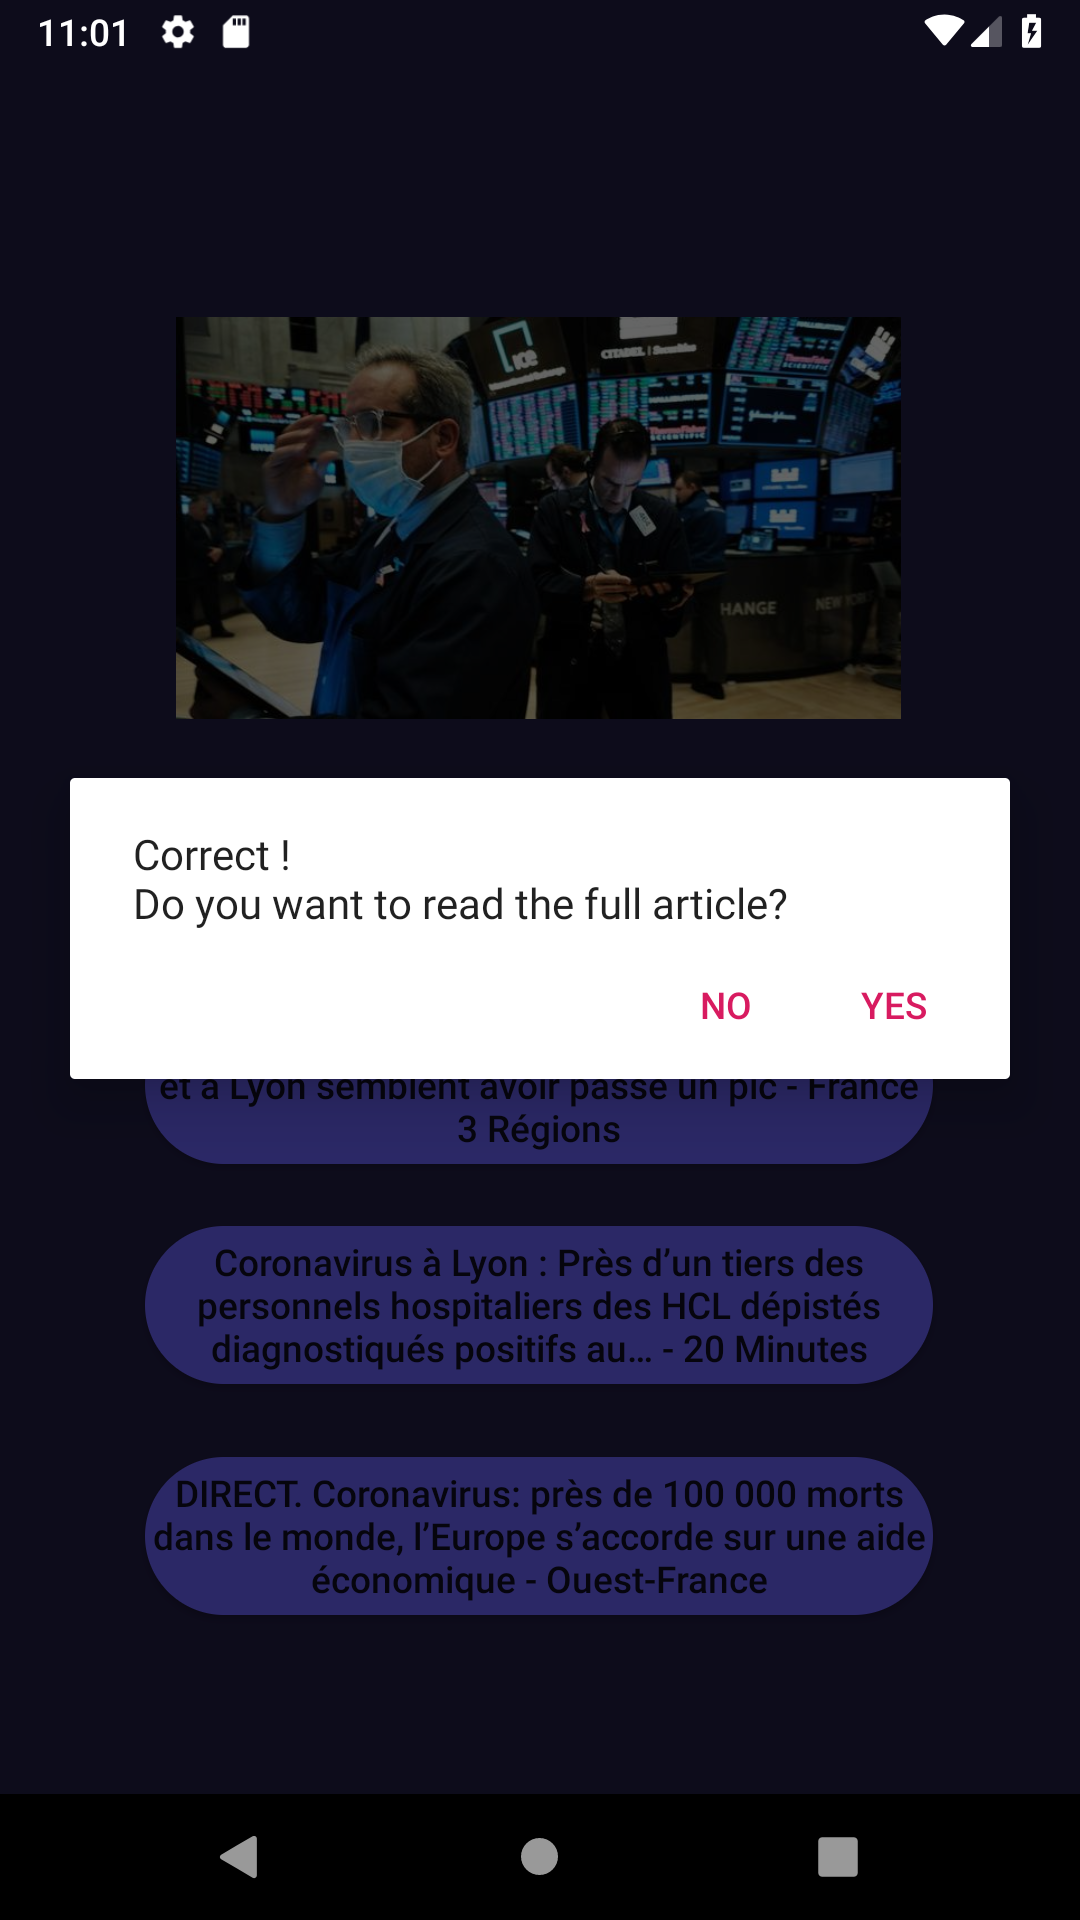 11:01
ice
CITADEL | Securities
HANGE
NEW
Correct !
Do you want to read the full article?
NO YES
et à Lyon semblent avoir passé un pic - France
3 Régions
Coronavirus à Lyon : Près d’un tiers des
personnels hospitaliers des HCL dépistés
diagnostiqués positifs au… - 20 Minutes
DIRECT. Coronavirus: près de 100 000 morts
dans le monde, l’Europe s’accorde sur une aide
économique - Ouest-France